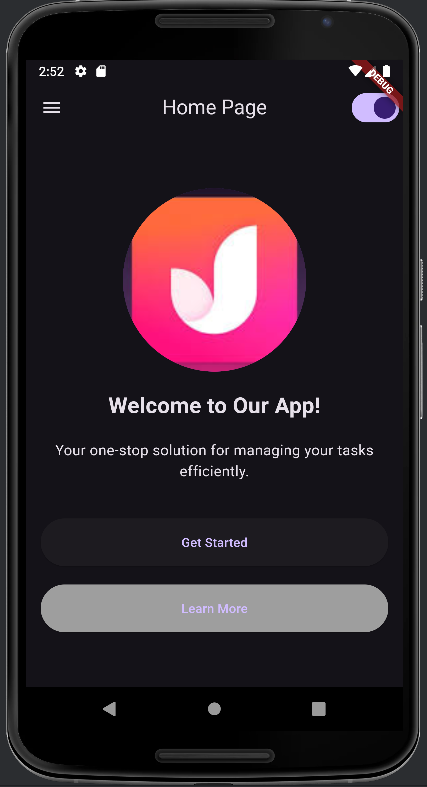 2:52
DEBUG
Home Page
Welcome to Our App!
Your one-stop solution for managing your tasks
efficiently.
Get Started
Learn More